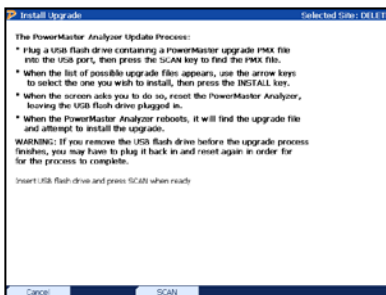 Install Upgrade
Selected Site: DELET
The PowerMaster Analyzer Update Process:
* Plug a USB flash drive containing a PowerMaster upgrade PMX file
into the USB port, then press the SCAN key to find the PMX file.
* When the list of possible upgrade files appears, use the arrow keys
to select the one you wish to install, then press the INSTALL key.
* When the screen asks you to do so, reset the PowerMaster Analyzer,
leaving the USB flash drive plugged in.
* When the PowerMaster Analyzer reboots, it will find the upgrade file
and attempt to install the upgrade.
WARNING: If you remove the USB flash drive before the upgrade process
finishes, you may have to plug it back in and reset again in order for
for the process to complete.
Insert USB flash drive and press SCAN when ready
Cancel
SCAN